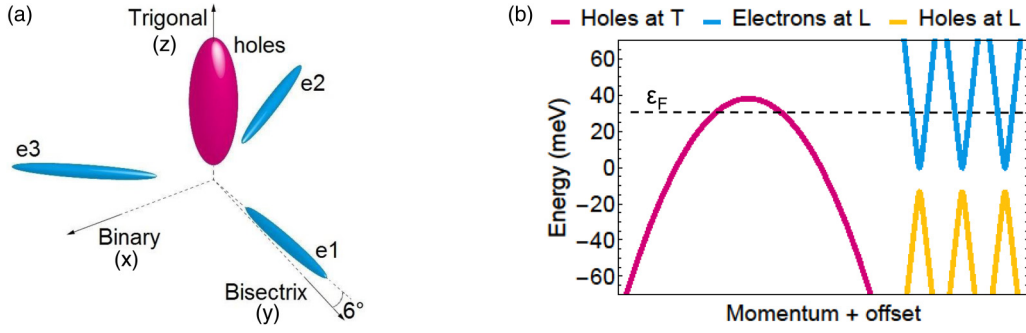 (a)
Trigonal
(z)
holes
e2
e3
e1
Binary
(x)
Bisectrix
(y)
6°
(b)
Holes at T Electrons at L Holes at L
60
40
20
0
−20
−40
−60
εF
Energy (meV)
Momentum + offset